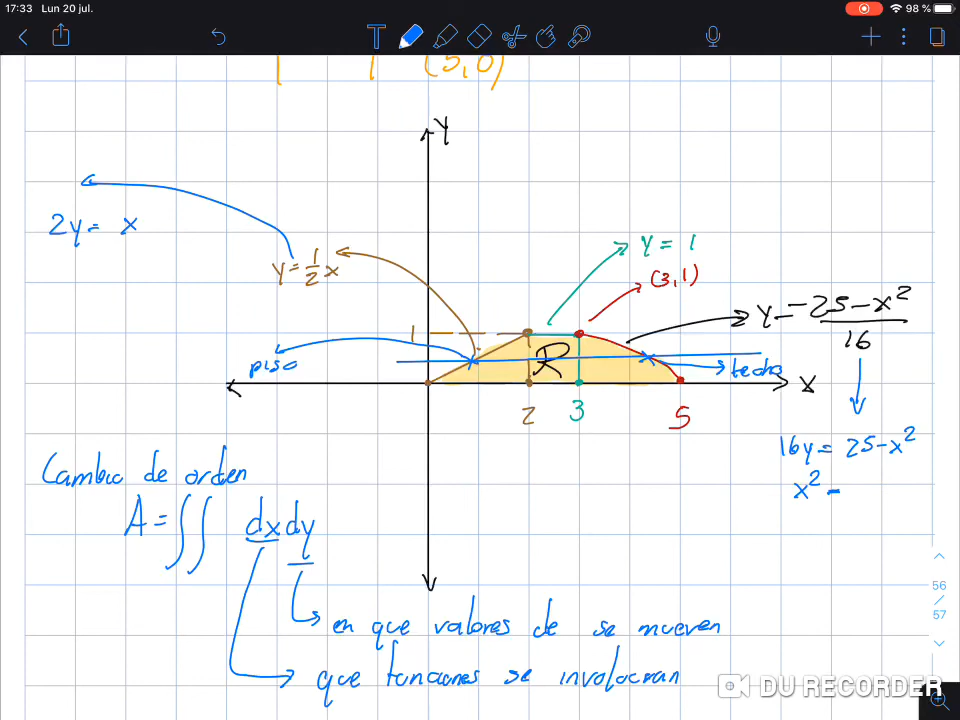 17:33 Lun 20 jul.
98 %
(5,0)
y
2y = x
y = 1/2 x
y = 1
(3,1)
y = 25 - x²
16
1
piso
R
techo
x
2
3
5
16y = 25 - x²
x² =
Cambio de orden
A = ∫∫ dx dy
en que valores de se mueven
que funciones se involucran
56
/
57
DU RECORDER